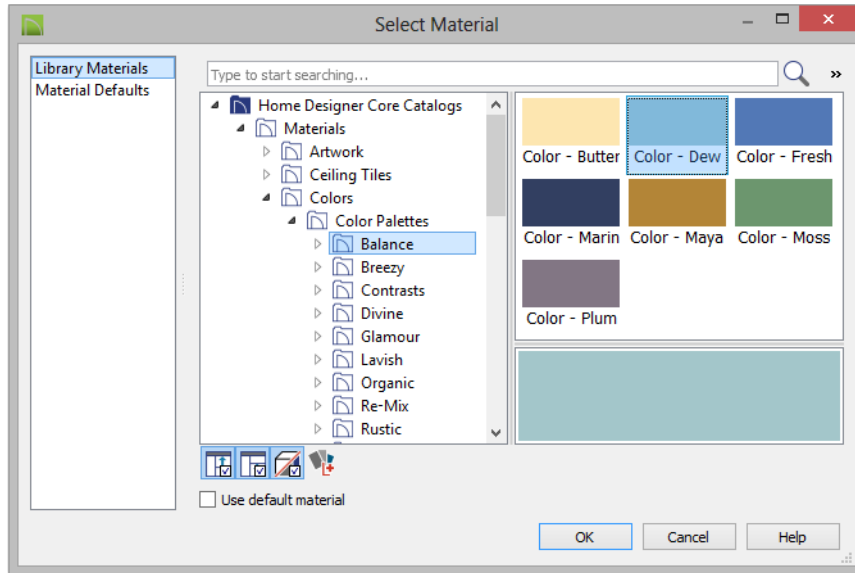 Select Material
Library Materials
Material Defaults
Type to start searching...
»
Home Designer Core Catalogs
Materials
Artwork
Ceiling Tiles
Colors
Color Palettes
Balance
Breezy
Contrasts
Divine
Glamour
Lavish
Organic
Re-Mix
Rustic
Color - Butter Color - Dew Color - Fresh
Color - Marin Color - Maya Color - Moss
Color - Plum
Use default material
OK Cancel Help